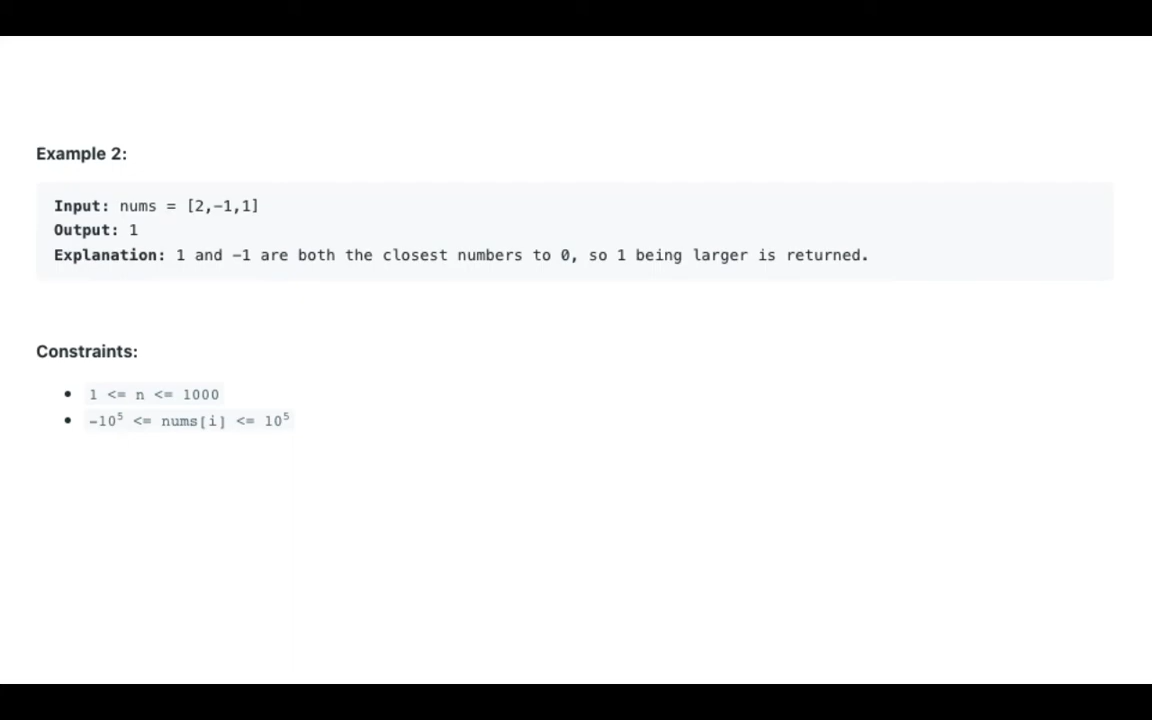 Example 2:
Input: nums = [2,-1,1]
Output: 1
Explanation: 1 and -1 are both the closest numbers to 0, so 1 being larger is returned.
Constraints:
• 1 <= n <= 1000
• -10⁵ <= nums[i] <= 10⁵